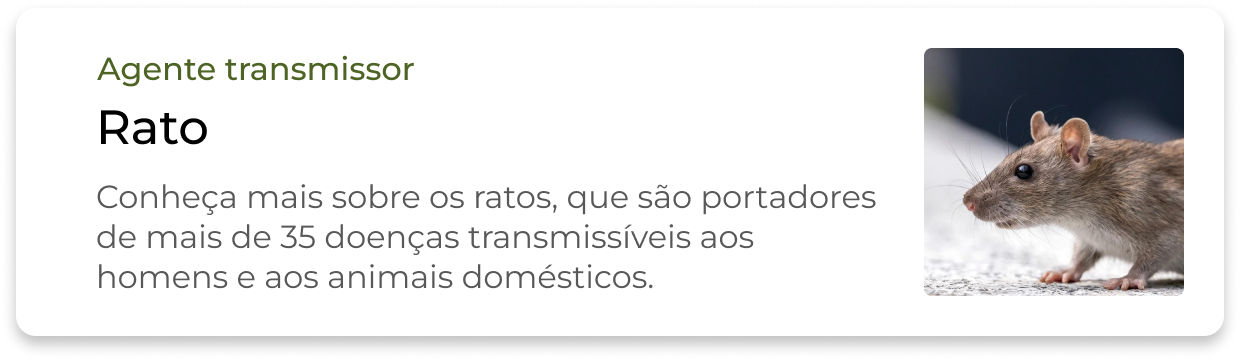 Agente transmissor
Rato
Conheça mais sobre os ratos, que são portadores
de mais de 35 doenças transmissíveis aos
homens e aos animais domésticos.